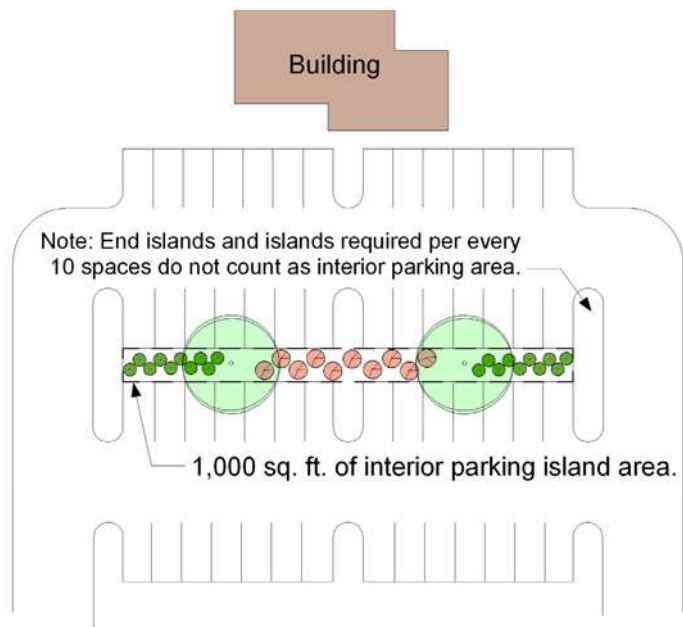 Building
Note: End islands and islands required per every
10 spaces do not count as interior parking area.
1,000 sq. ft. of interior parking island area.